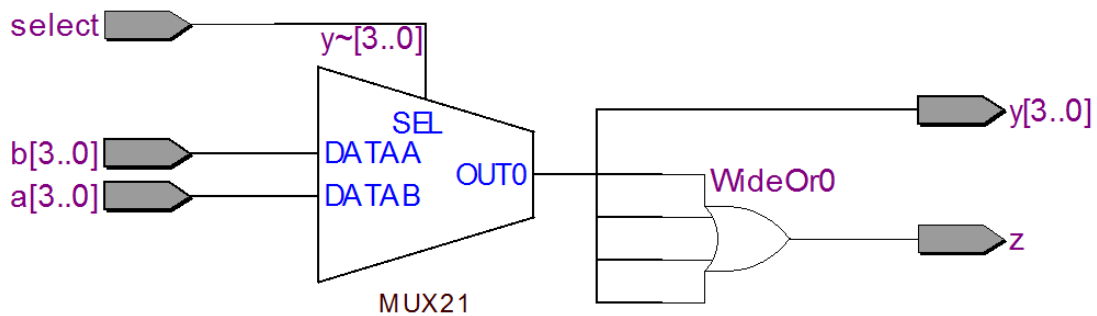 select
y~[3..0]
SEL
b[3..0]
DATAA
a[3..0]
DATAB
OUT0
y[3..0]
WideOr0
z
MUX21